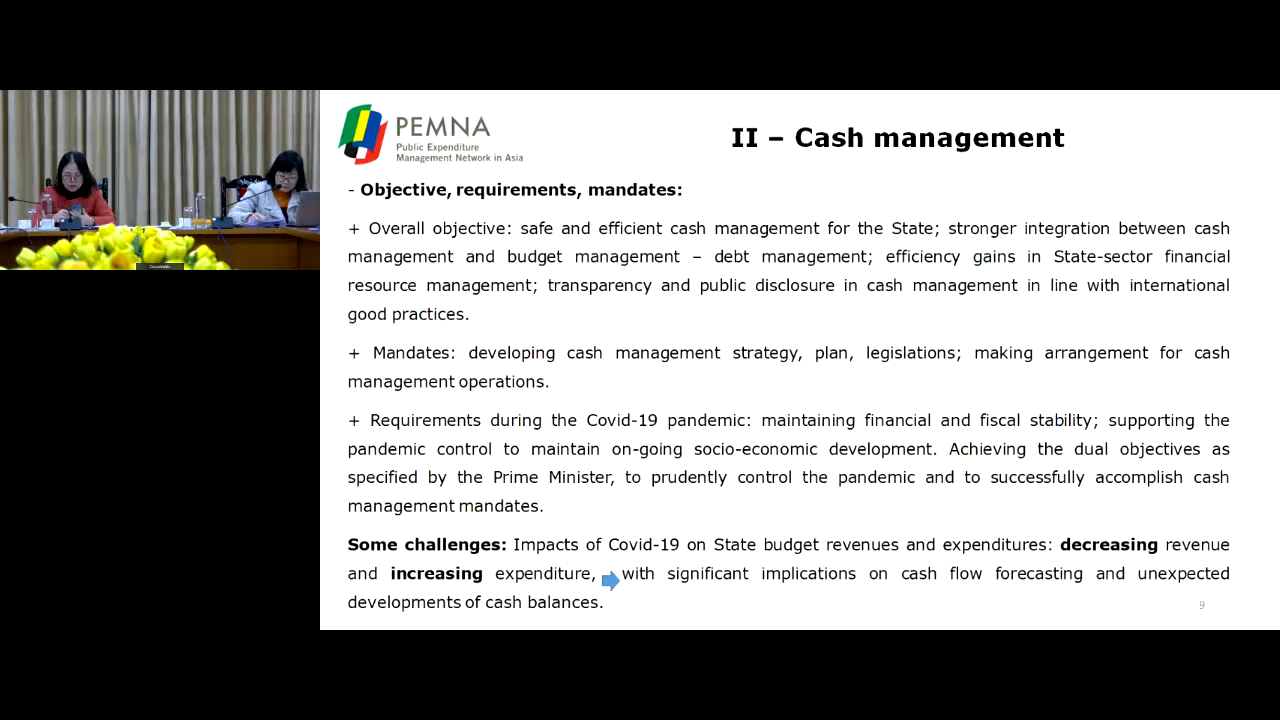 PEMNA
Public Expenditure
Management Network in Asia
II – Cash management
- Objective, requirements, mandates:
+ Overall objective: safe and efficient cash management for the State; stronger integration between cash
management and budget management – debt management; efficiency gains in State-sector financial
resource management; transparency and public disclosure in cash management in line with international
good practices.
+ Mandates: developing cash management strategy, plan, legislations; making arrangement for cash
management operations.
+ Requirements during the Covid-19 pandemic: maintaining financial and fiscal stability; supporting the
pandemic control to maintain on-going socio-economic development. Achieving the dual objectives as
specified by the Prime Minister, to prudently control the pandemic and to successfully accomplish cash
management mandates.
Some challenges: Impacts of Covid-19 on State budget revenues and expenditures: decreasing revenue
and increasing expenditure, with significant implications on cash flow forecasting and unexpected
developments of cash balances.
9